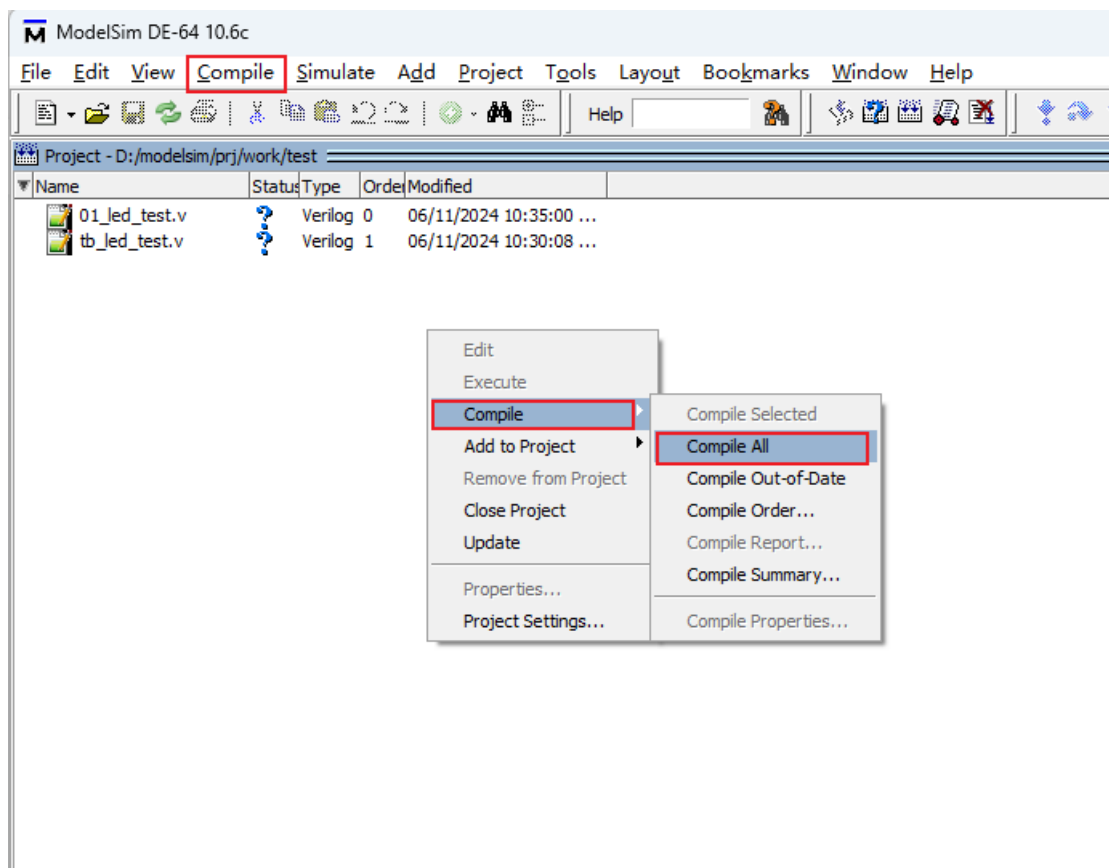 ModelSim DE-64 10.6c
File Edit View Compile Simulate Add Project Tools Layout Bookmarks Window Help
Help
Project - D:/modelsim/prj/work/test
Name Status Type Order Modified
01_led_test.v Verilog 0 06/11/2024 10:35:00 ...
tb_led_test.v Verilog 1 06/11/2024 10:30:08 ...
Edit
Execute
Compile
Add to Project
Remove from Project
Close Project
Update
Properties...
Project Settings...
Compile Selected
Compile All
Compile Out-of-Date
Compile Order...
Compile Report...
Compile Summary...
Compile Properties...